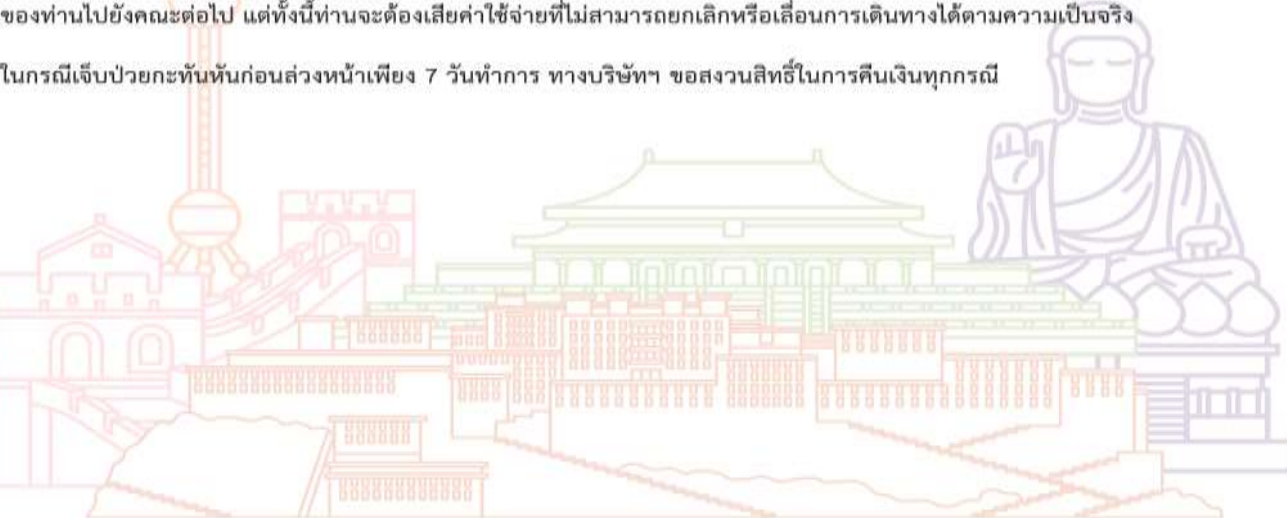 ของท่านไปยังคณะต่อไป แต่ทั้งนี้ท่านจะต้องเสียค่าใช้จ่ายที่ไม่สามารถยกเลิกหรือเลื่อนการเดินทางได้ตามความเป็นจริง
ในกรณีเจ็บป่วยกะทันหันก่อนล่วงหน้าเพียง 7 วันทำการ ทางบริษัทฯ ขอสงวนสิทธิ์ในการคืนเงินทุกกรณี